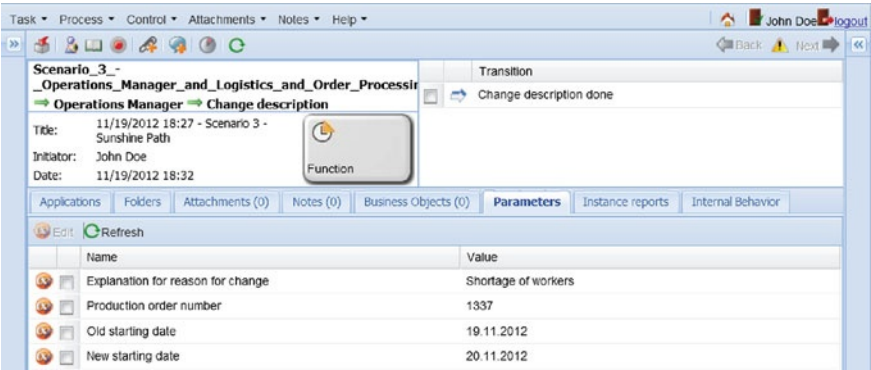 Task Process Control Attachments Notes Help
John Doe logout
Back Next
Scenario_3_-
_Operations_Manager_and_Logistics_and_Order_Processin
Operations Manager Change description
Title: 11/19/2012 18:27 - Scenario 3 -
Sunshine Path
Initiator: John Doe
Date: 11/19/2012 18:32
Function
Transition
Change description done
Applications Folders Attachments (0) Notes (0) Business Objects (0) Parameters Instance reports Internal Behavior
Edit Refresh
Name Value
Explanation for reason for change Shortage of workers
Production order number 1337
Old starting date 19.11.2012
New starting date 20.11.2012